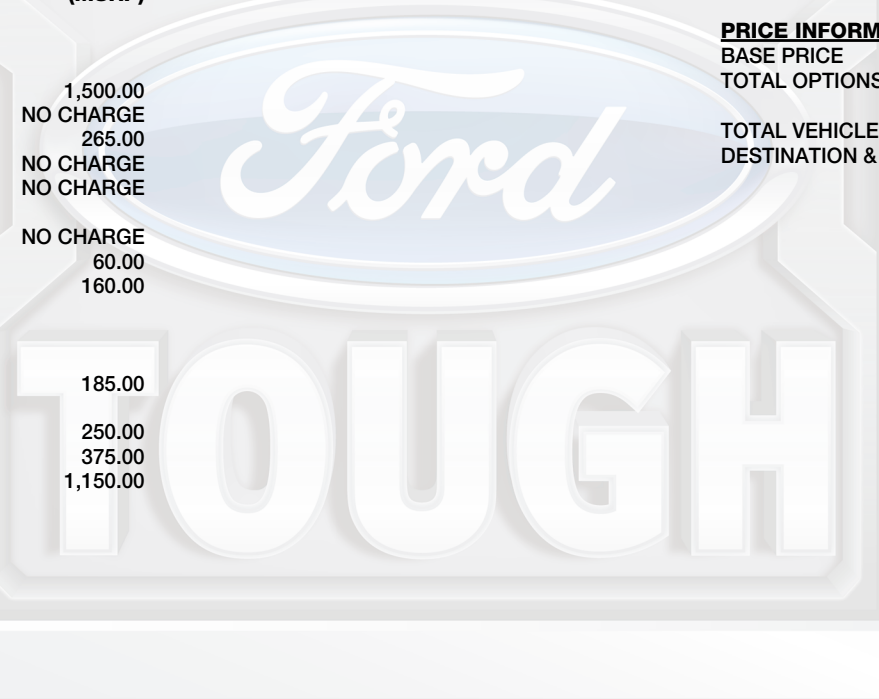 (MSRP)
1,500.00
NO CHARGE
265.00
NO CHARGE
NO CHARGE
NO CHARGE
60.00
160.00
185.00
250.00
375.00
1,150.00
PRICE INFORM
BASE PRICE
TOTAL OPTIONS
TOTAL VEHICLE
DESTINATION &
Ford
TOUGH